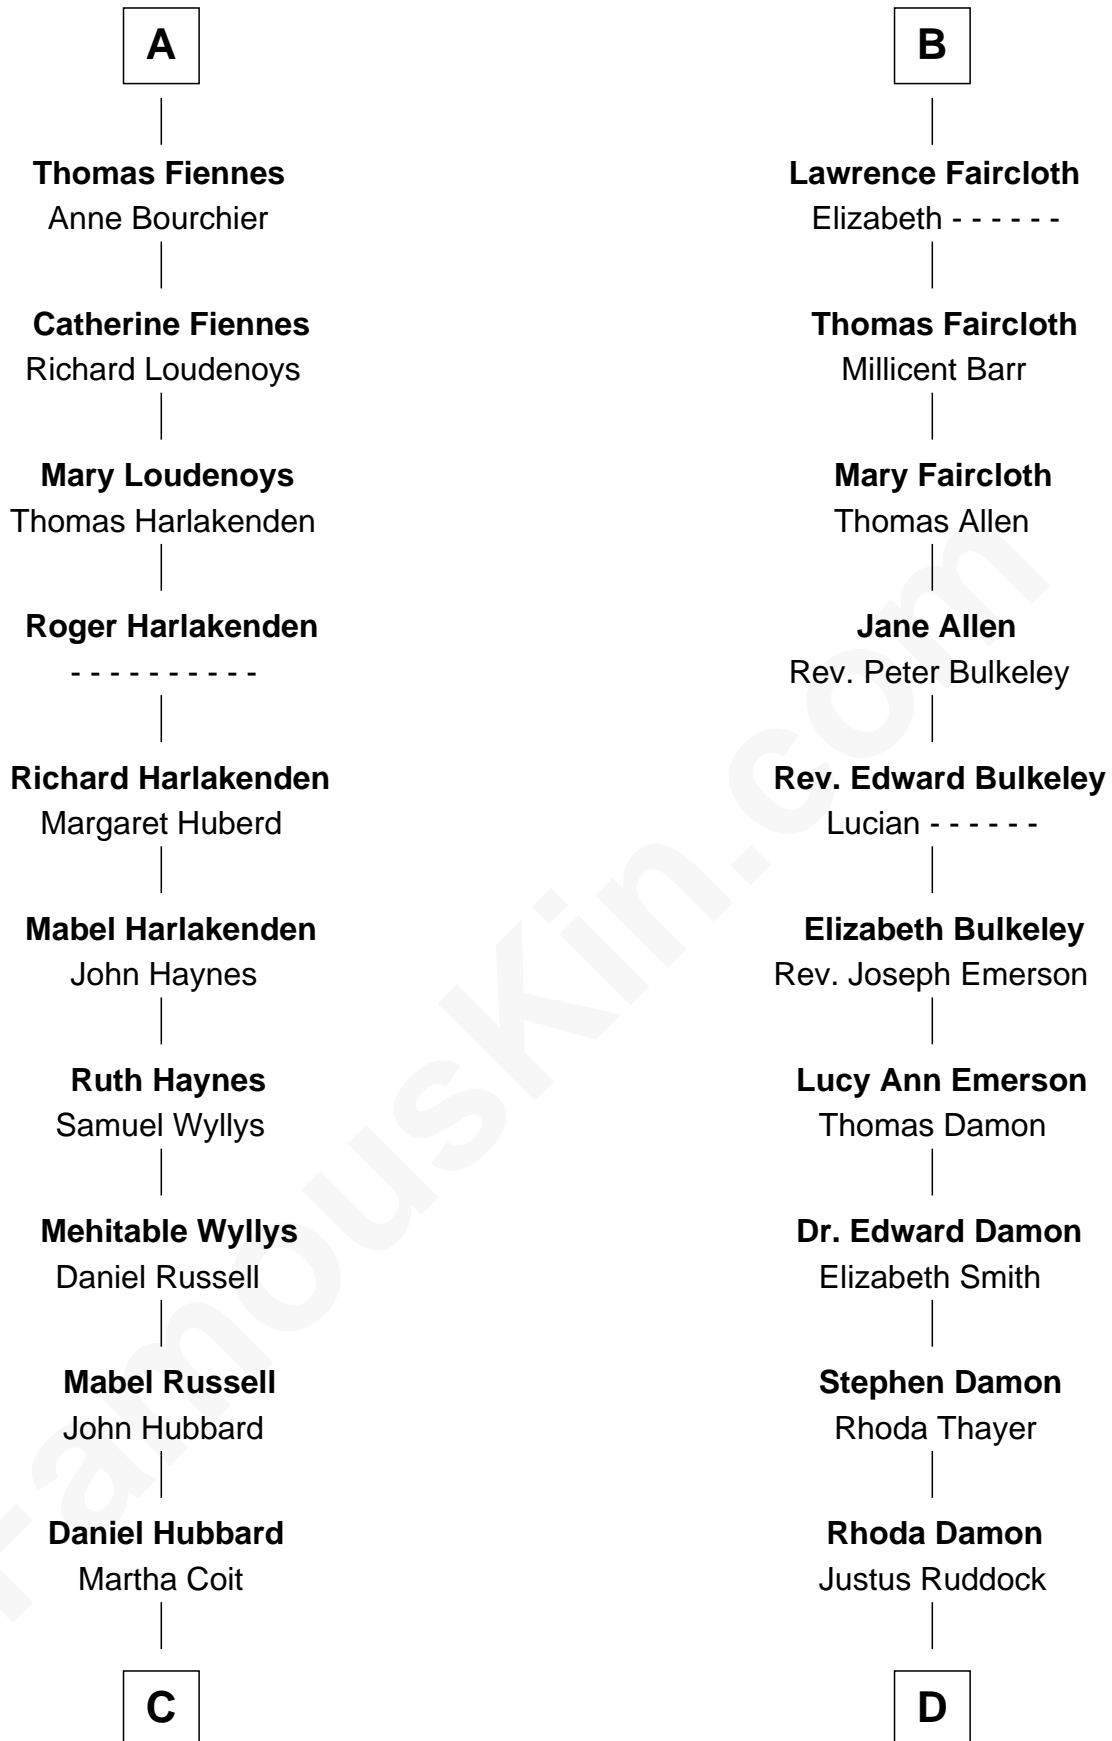 A
Thomas Fiennes
Anne Bourchier
Catherine Fiennes
Richard Loudenoys
Mary Loudenoys
Thomas Harlakenden
Roger Harlakenden
- - - - - - - - - -
Richard Harlakenden
Margaret Huberd
Mabel Harlakenden
John Haynes
Ruth Haynes
Samuel Wyllys
Mehitable Wyllys
Daniel Russell
Mabel Russell
John Hubbard
Daniel Hubbard
Martha Coit
C
B
Lawrence Faircloth
Elizabeth - - - - - -
Thomas Faircloth
Millicent Barr
Mary Faircloth
Thomas Allen
Jane Allen
Rev. Peter Bulkeley
Rev. Edward Bulkeley
Lucian - - - - - -
Elizabeth Bulkeley
Rev. Joseph Emerson
Lucy Ann Emerson
Thomas Damon
Dr. Edward Damon
Elizabeth Smith
Stephen Damon
Rhoda Thayer
Rhoda Damon
Justus Ruddock
D
FamousKin.com